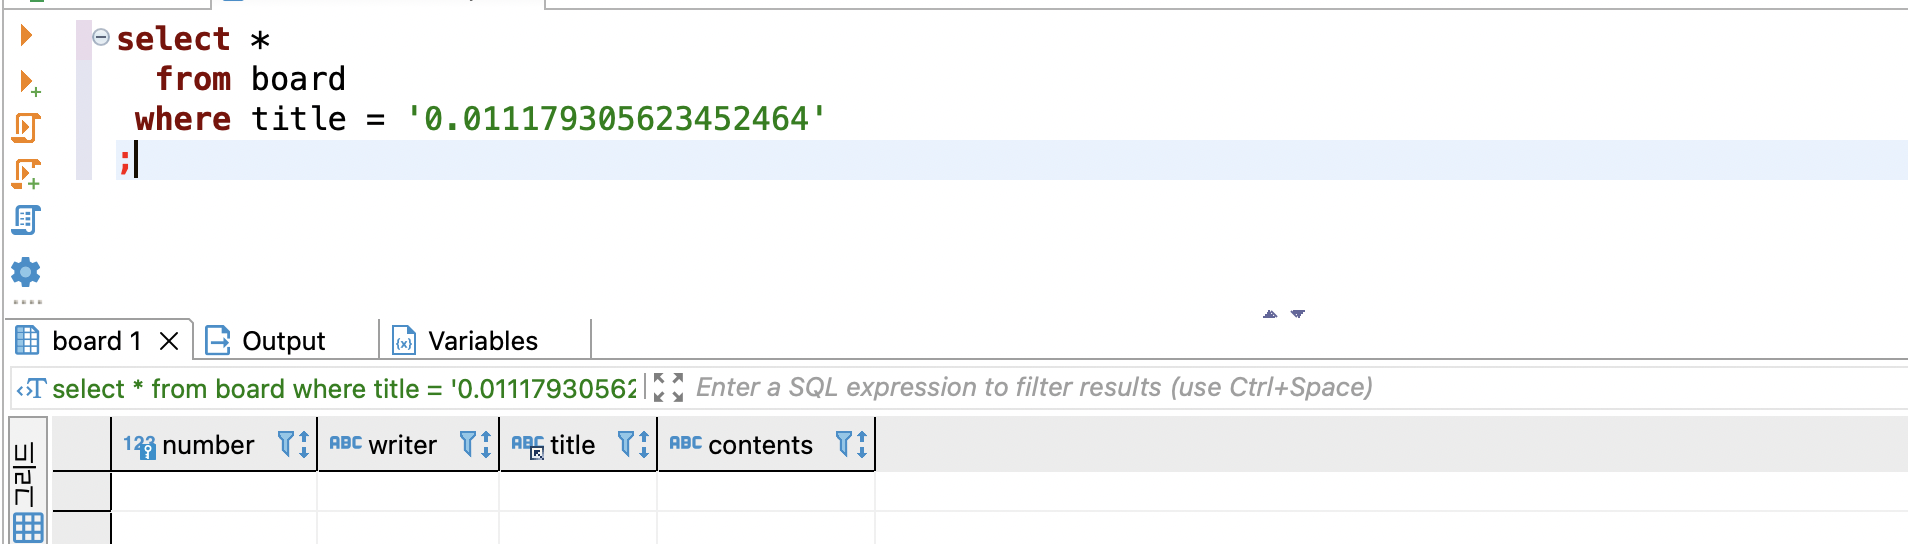 select *
from board
where title = '0.011179305623452464'
;
board 1
Output
Variables
select * from board where title = '0.01117930562
Enter a SQL expression to filter results (use Ctrl+Space)
그리드
123 number
ABC writer
ABC title
ABC contents